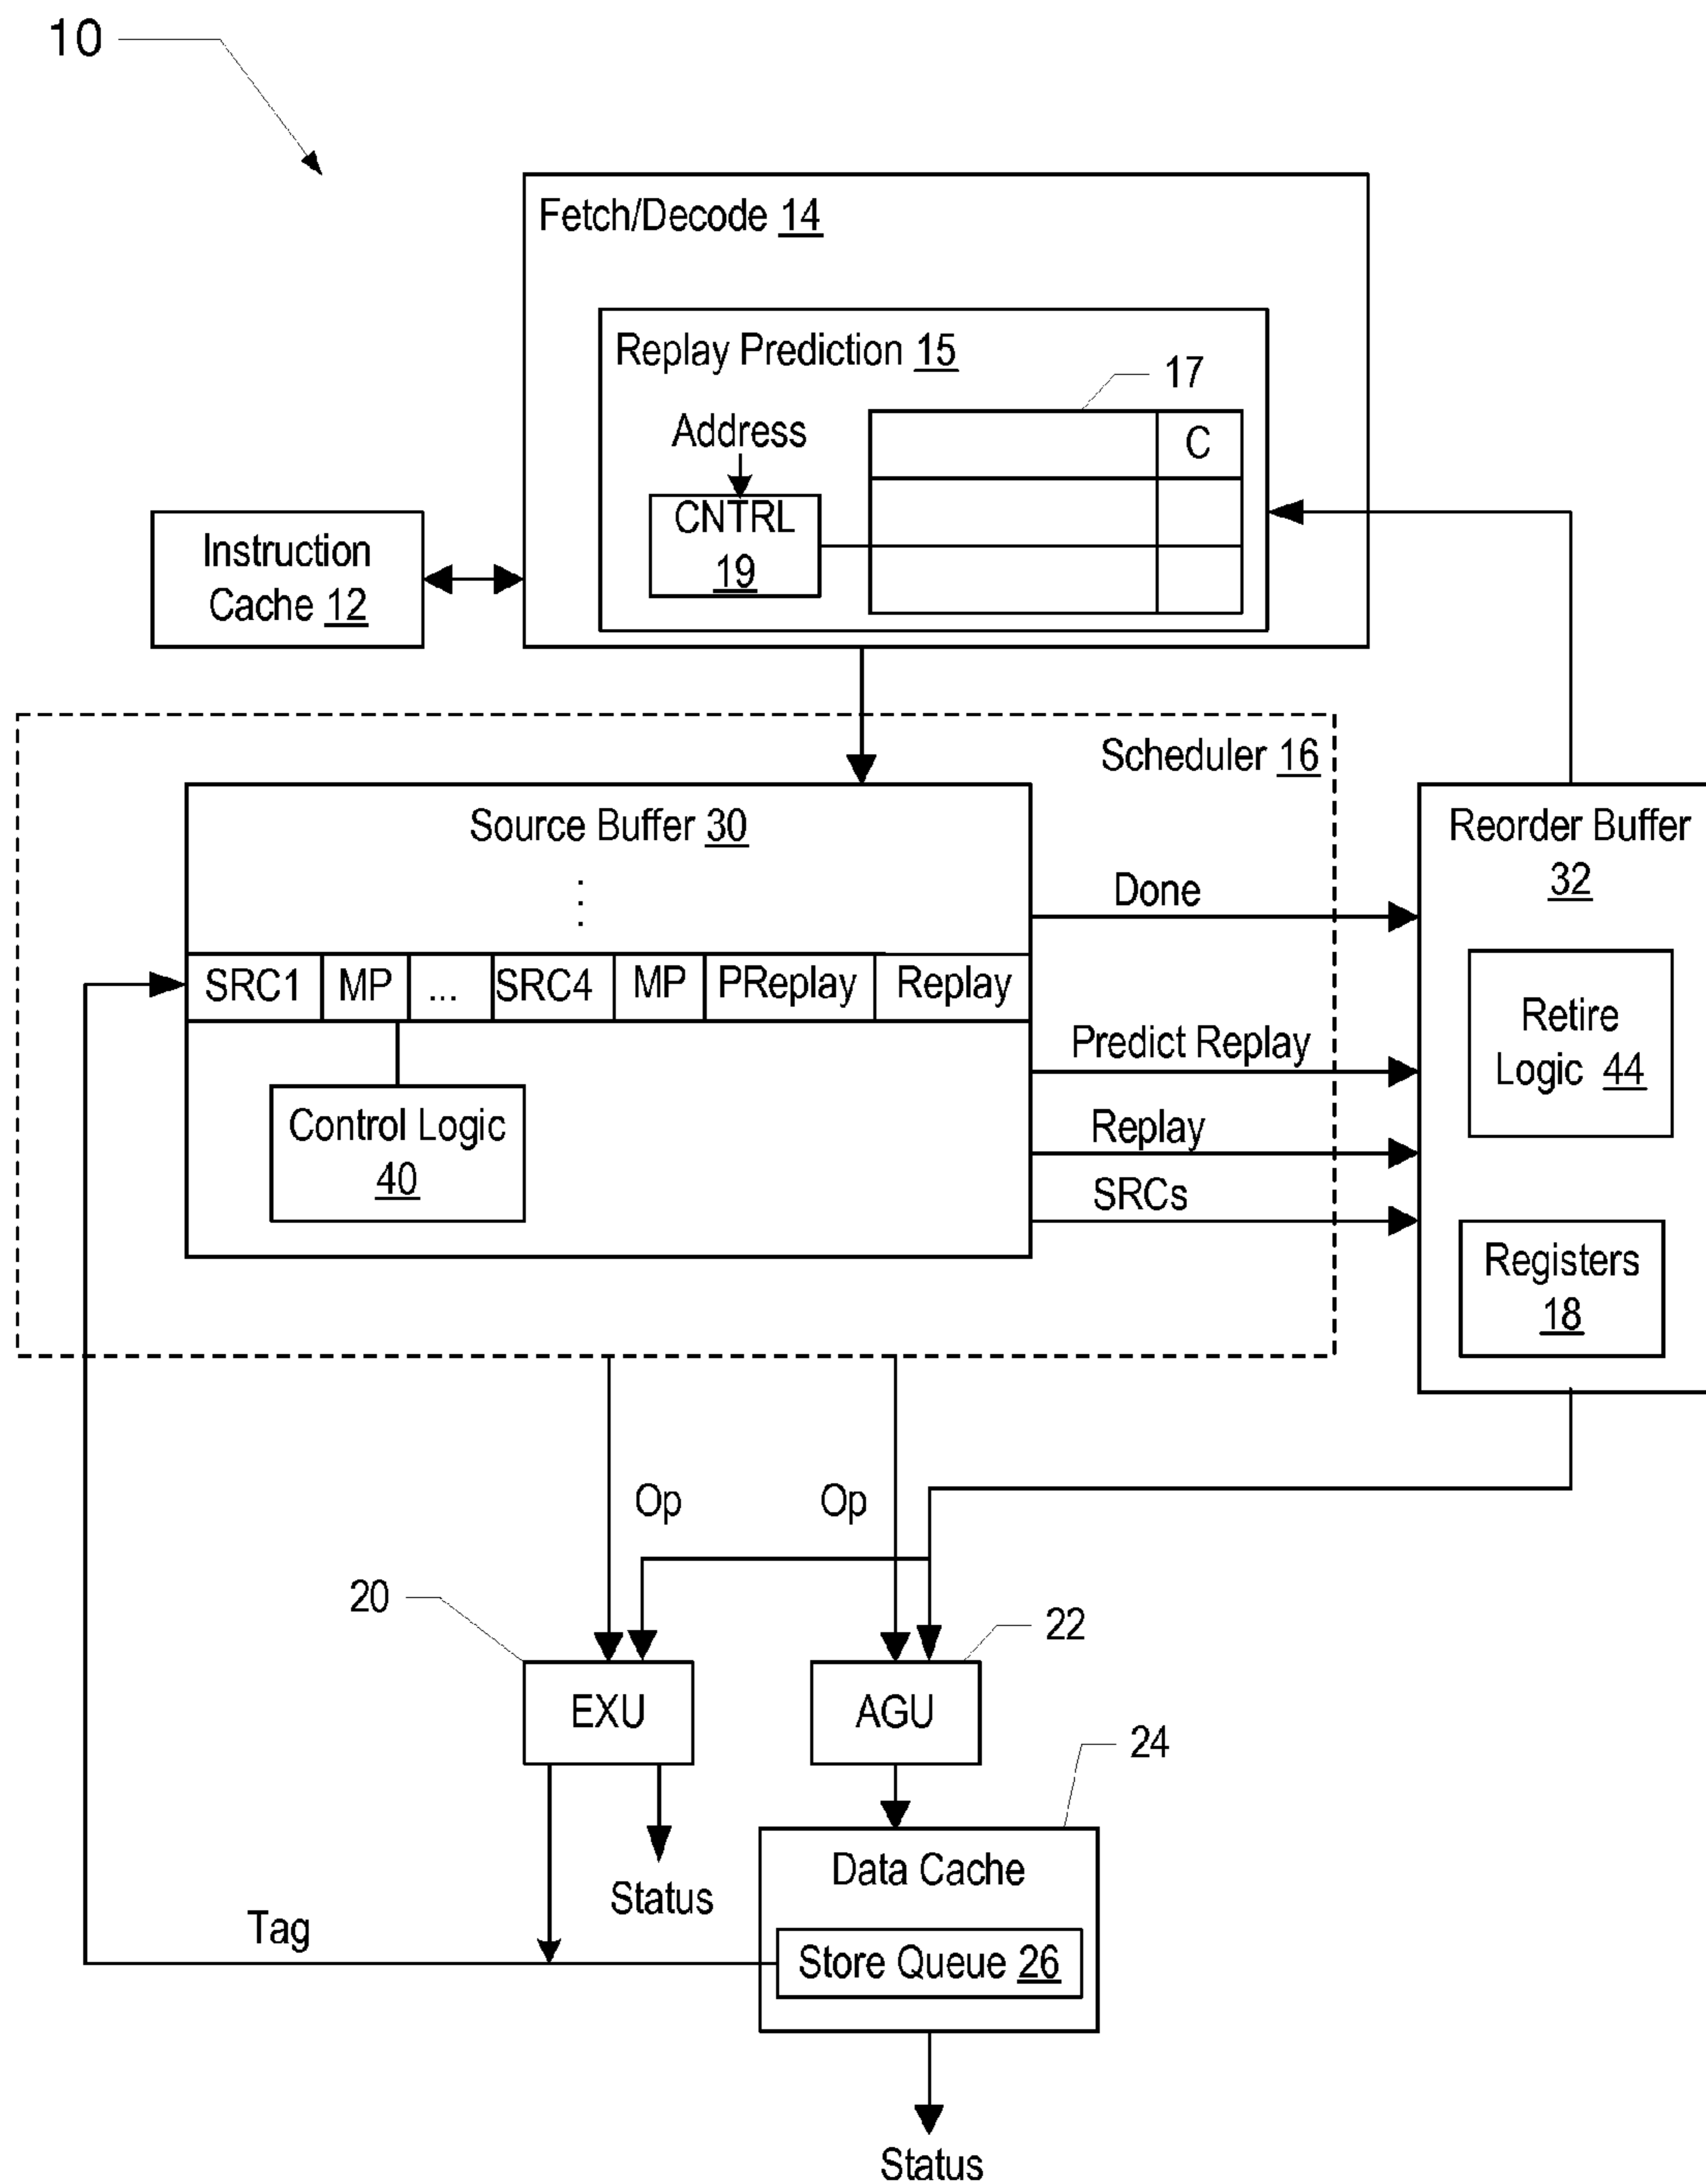 10
Fetch/Decode 14
Replay Prediction 15
17
Address
C
CNTRL
19
Instruction
Cache 12
Scheduler 16
Source Buffer 30
Reorder Buffer
32
Done
SRC1 MP ... SRC4 MP PReplay Replay
Retire
Logic 44
Predict Replay
Control Logic
40
Replay
SRCs
Registers
18
Op Op
20
22
EXU
AGU
24
Data Cache
Status
Tag
Store Queue 26
Status